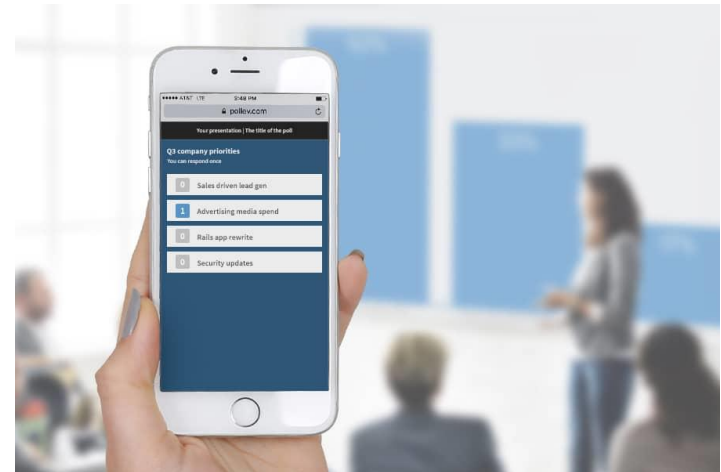 AT&T LTE 2:48 PM
pollev.com
Your presentation | The title of the poll
Q3 company priorities
You can respond once
0 Sales driven lead gen
1 Advertising media spend
0 Rails app rewrite
0 Security updates